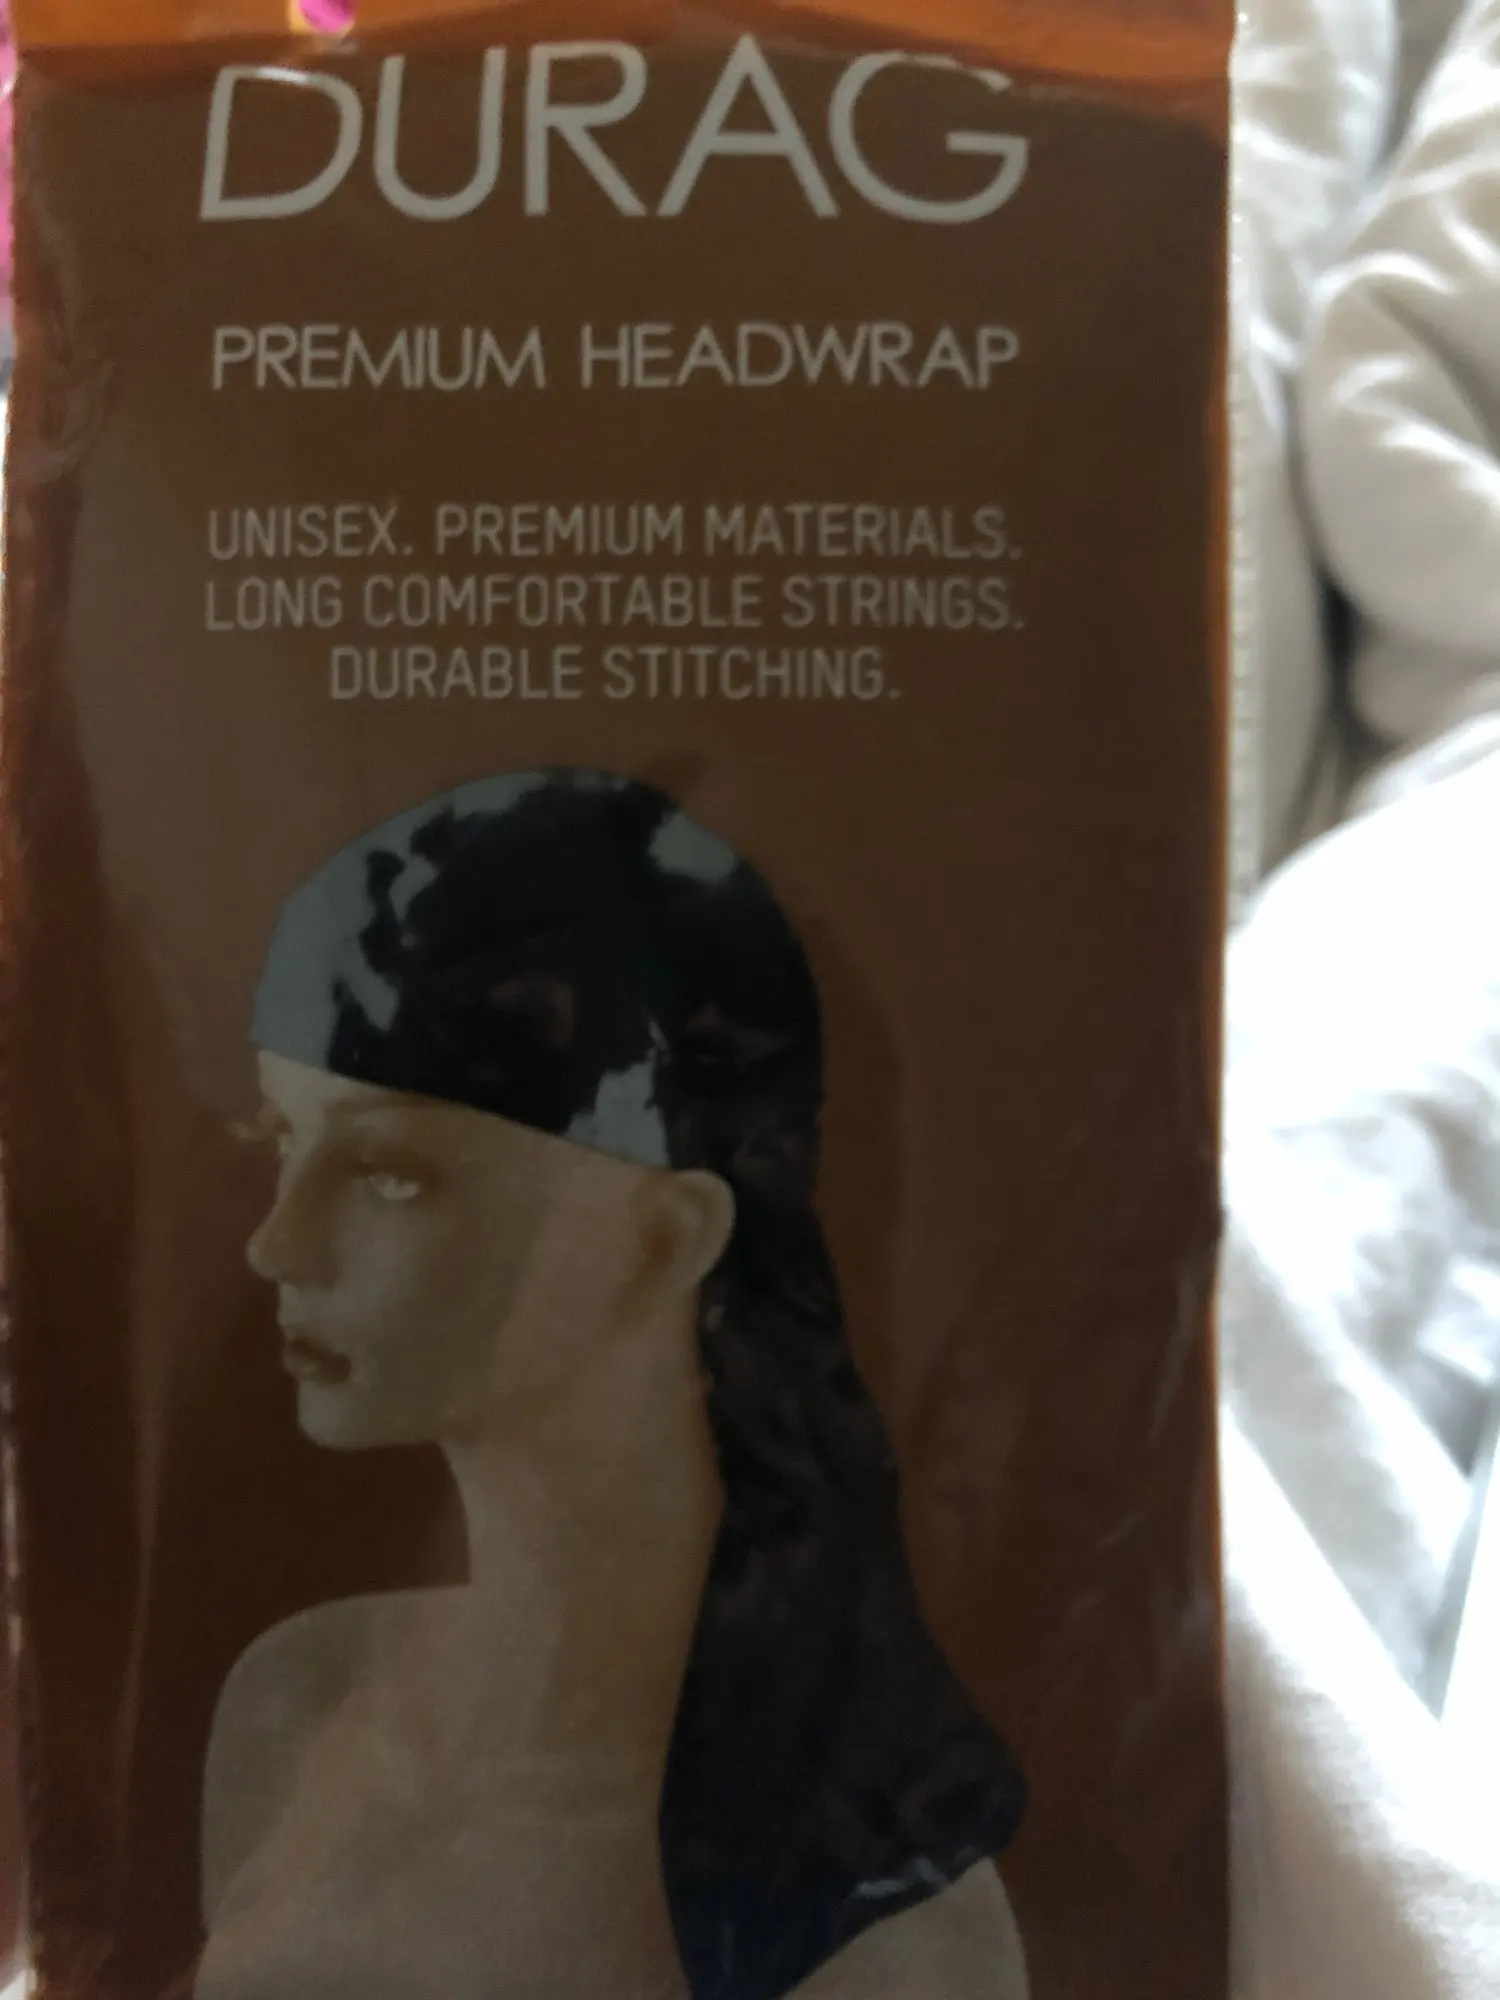 DURAG
PREMIUM HEADWRAP
UNISEX. PREMIUM MATERIALS.
LONG COMFORTABLE STRINGS.
DURABLE STITCHING.